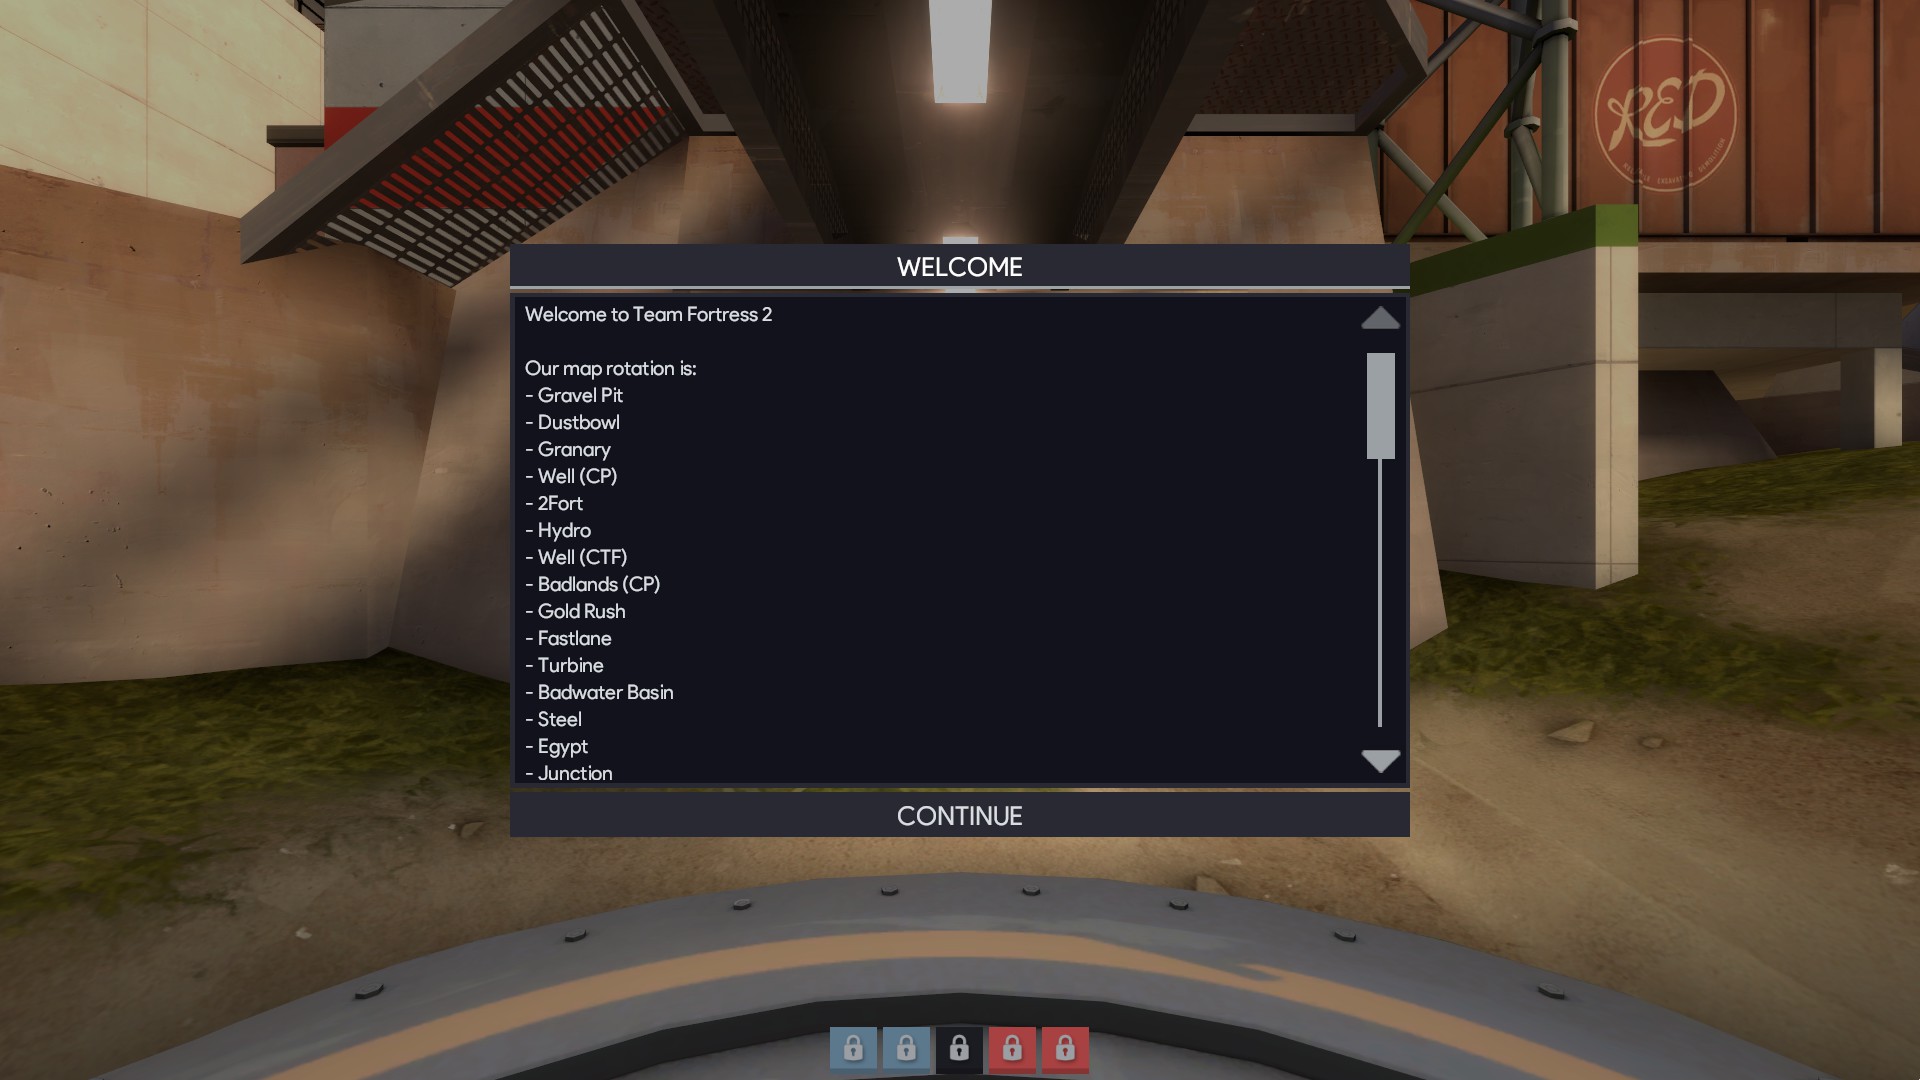 RED
WELCOME
Welcome to Team Fortress 2
Our map rotation is:
- Gravel Pit
- Dustbowl
- Granary
- Well (CP)
- 2Fort
- Hydro
- Well (CTF)
- Badlands (CP)
- Gold Rush
- Fastlane
- Turbine
- Badwater Basin
- Steel
- Egypt
- Junction
CONTINUE